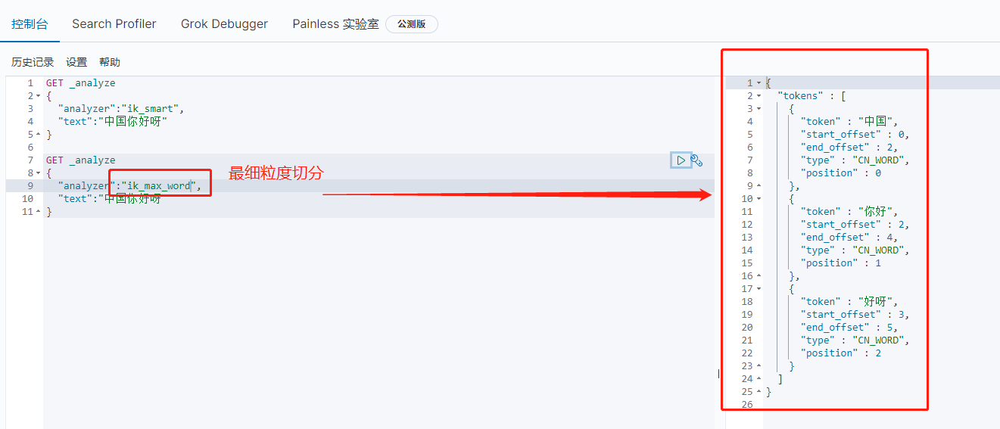 控制台 Search Profiler Grok Debugger Painless 实验室 公测版
历史记录 设置 帮助
1 GET _analyze
2 {
3 "analyzer":"ik_smart",
4 "text":"中国你好呀"
5 }
6
7 GET _analyze
8 {
9 "analyzer":"ik_max_word",
10 "text":"中国你好呀
11 }
最细粒度切分
1 {
2 "tokens" : [
3 {
4 "token" : "中国",
5 "start_offset" : 0,
6 "end_offset" : 2,
7 "type" : "CN_WORD",
8 "position" : 0
9 },
10 {
11 "token" : "你好",
12 "start_offset" : 2,
13 "end_offset" : 4,
14 "type" : "CN_WORD",
15 "position" : 1
16 },
17 {
18 "token" : "好呀",
19 "start_offset" : 3,
20 "end_offset" : 5,
21 "type" : "CN_WORD",
22 "position" : 2
23 }
24 ]
25 }
26